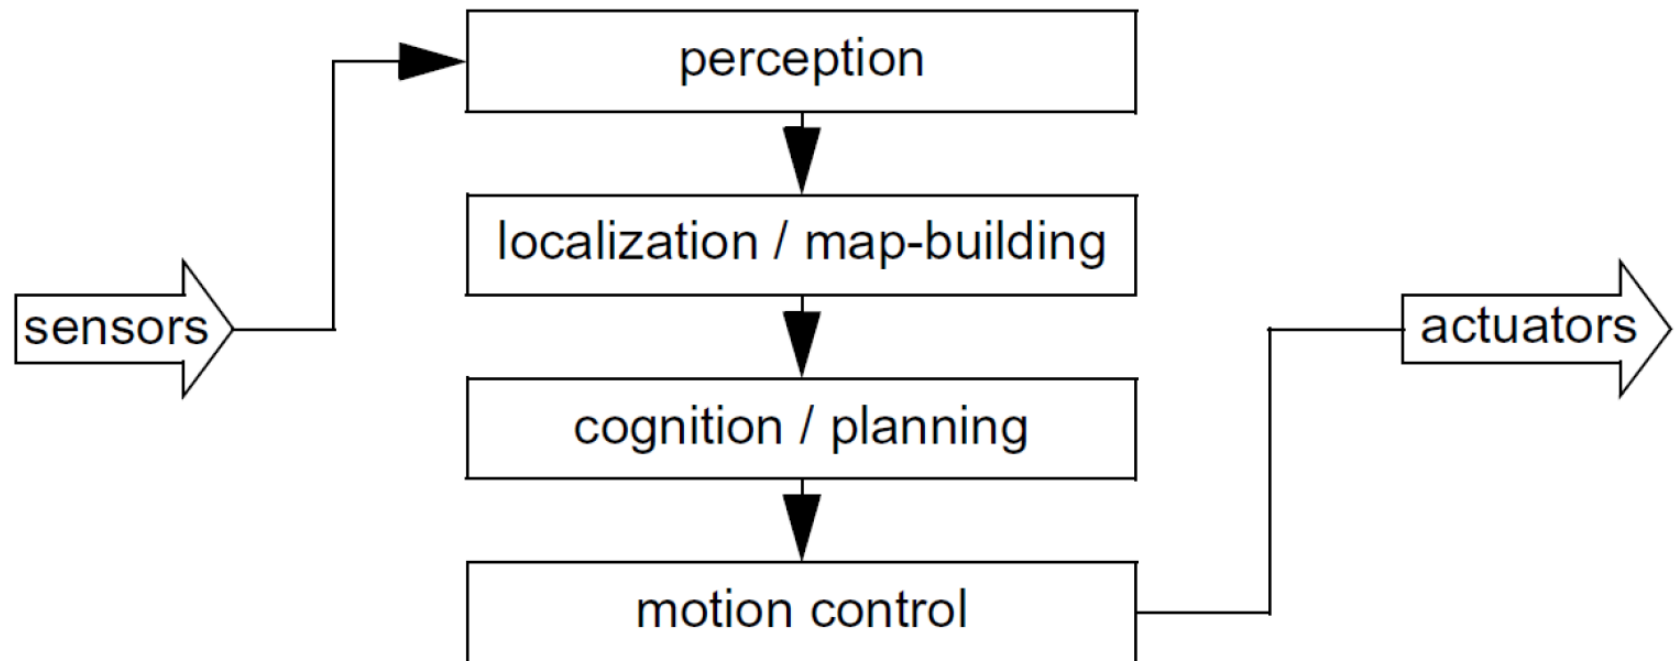 perception
localization / map-building
sensors
actuators
cognition / planning
motion control